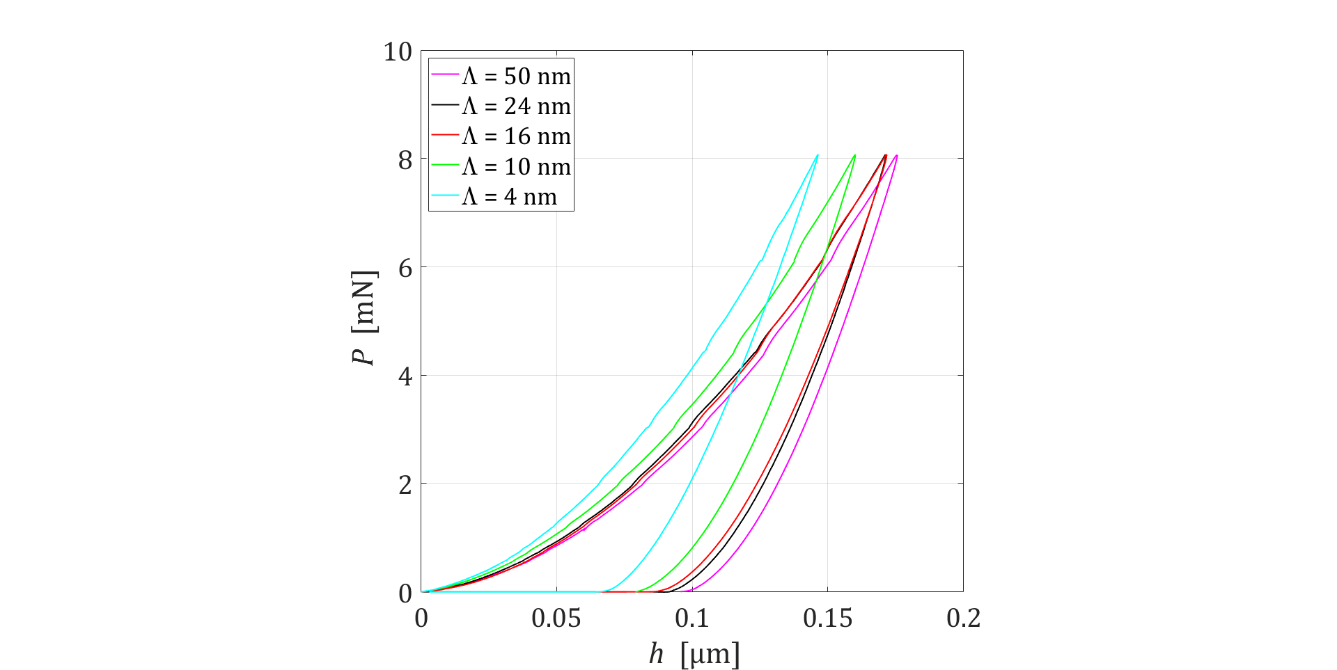 10
8
6
4
2
0
P [mN]
Λ = 50 nm
Λ = 24 nm
Λ = 16 nm
Λ = 10 nm
Λ = 4 nm
0 0.05 0.1 0.15 0.2
h [μm]